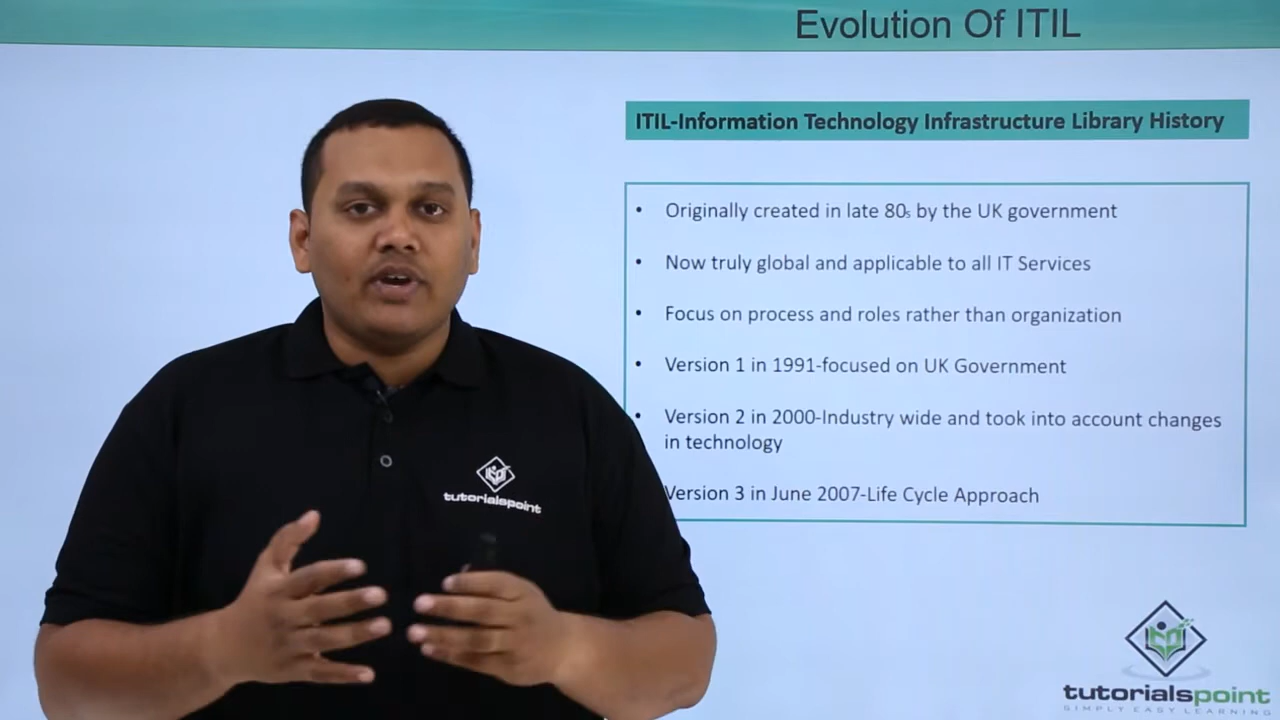 Evolution Of ITIL
ITIL-Information Technology Infrastructure Library History
• Originally created in late 80s by the UK government
• Now truly global and applicable to all IT Services
• Focus on process and roles rather than organization
• Version 1 in 1991-focused on UK Government
• Version 2 in 2000-Industry wide and took into account changes
in technology
Version 3 in June 2007-Life Cycle Approach
tutorialspoint
tutorialspoint
SIMPLY EASY LEARNING